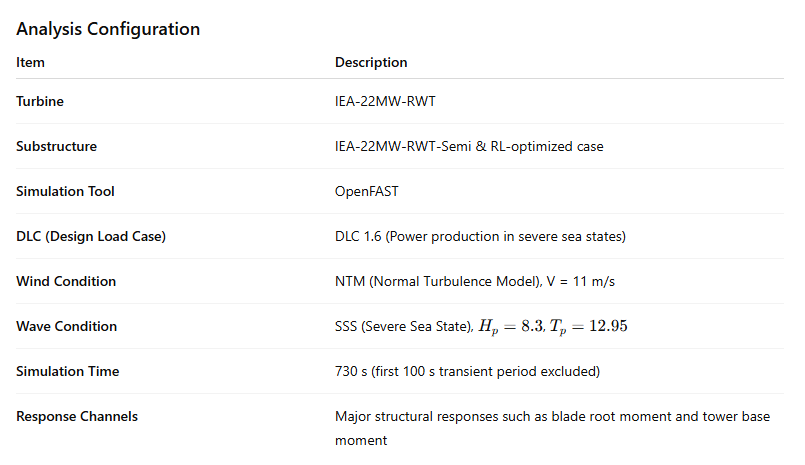 Analysis Configuration
Item Description
Turbine IEA-22MW-RWT
Substructure IEA-22MW-RWT-Semi & RL-optimized case
Simulation Tool OpenFAST
DLC (Design Load Case) DLC 1.6 (Power production in severe sea states)
Wind Condition NTM (Normal Turbulence Model), V = 11 m/s
Wave Condition SSS (Severe Sea State), H_p = 8.3, T_p = 12.95
Simulation Time 730 s (first 100 s transient period excluded)
Response Channels Major structural responses such as blade root moment and tower base
moment